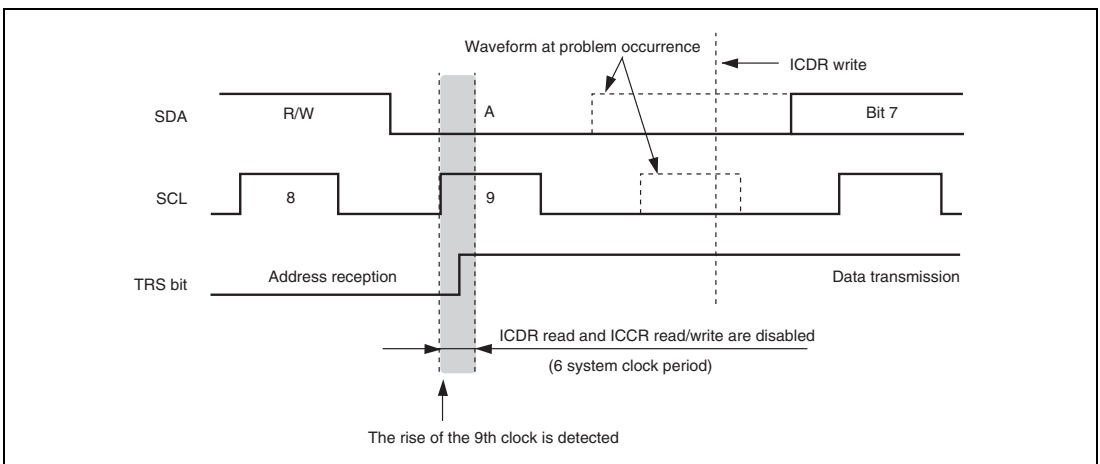 Waveform at problem occurrence
ICDR write
SDA
R/W
A
Bit 7
SCL
8
9
TRS bit
Address reception
Data transmission
ICDR read and ICCR read/write are disabled
(6 system clock period)
The rise of the 9th clock is detected